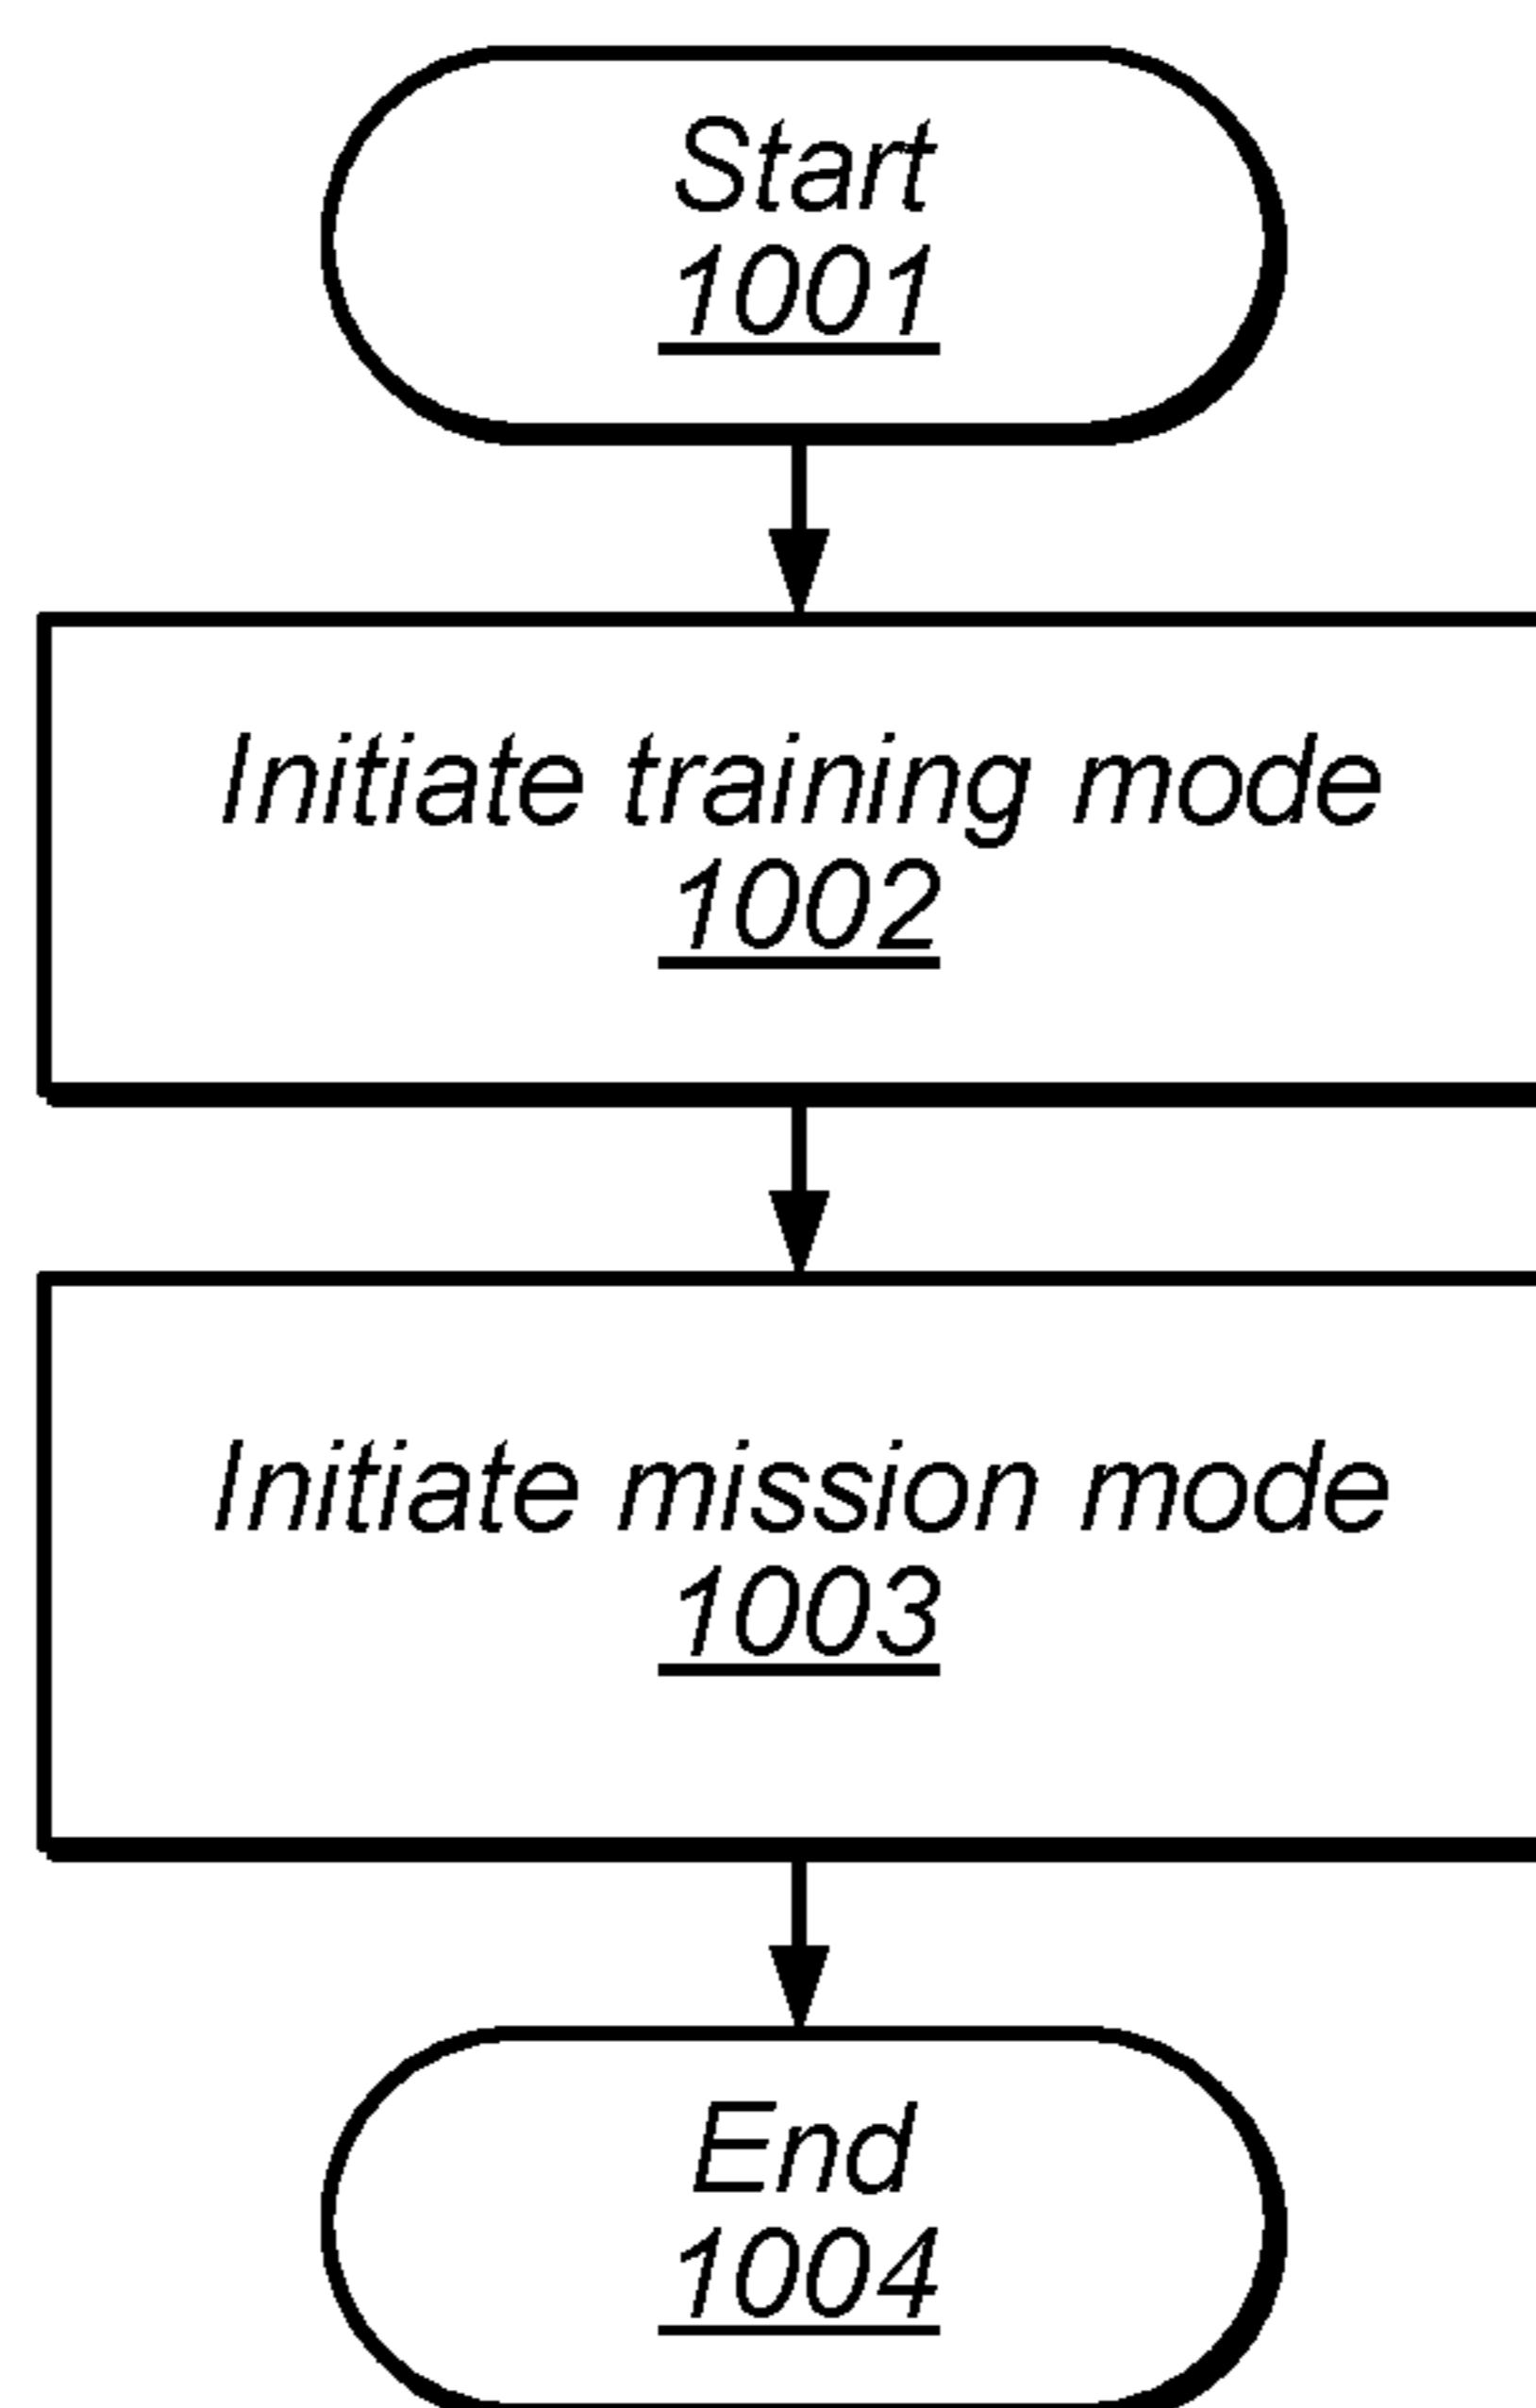 Start
1001
Initiate training mode
1002
Initiate mission mode
1003
End
1004